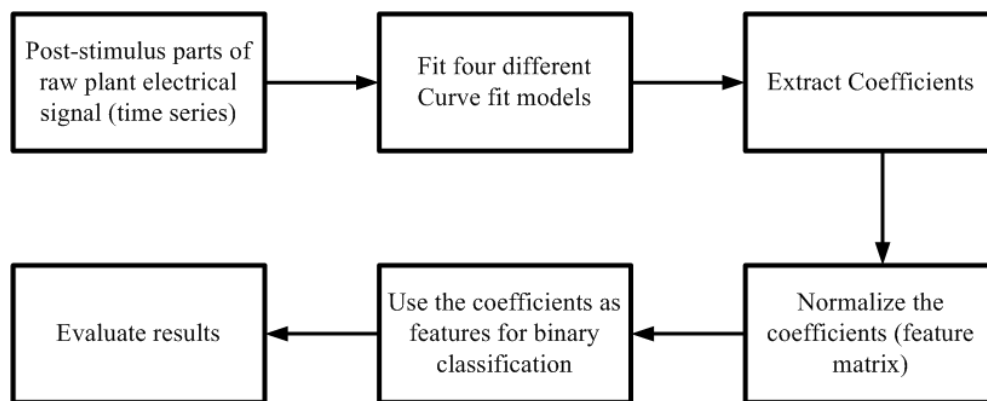 Post-stimulus parts of
raw plant electrical
signal (time series)
Fit four different
Curve fit models
Extract Coefficients
Normalize the
coefficients (feature
matrix)
Use the coefficients as
features for binary
classification
Evaluate results